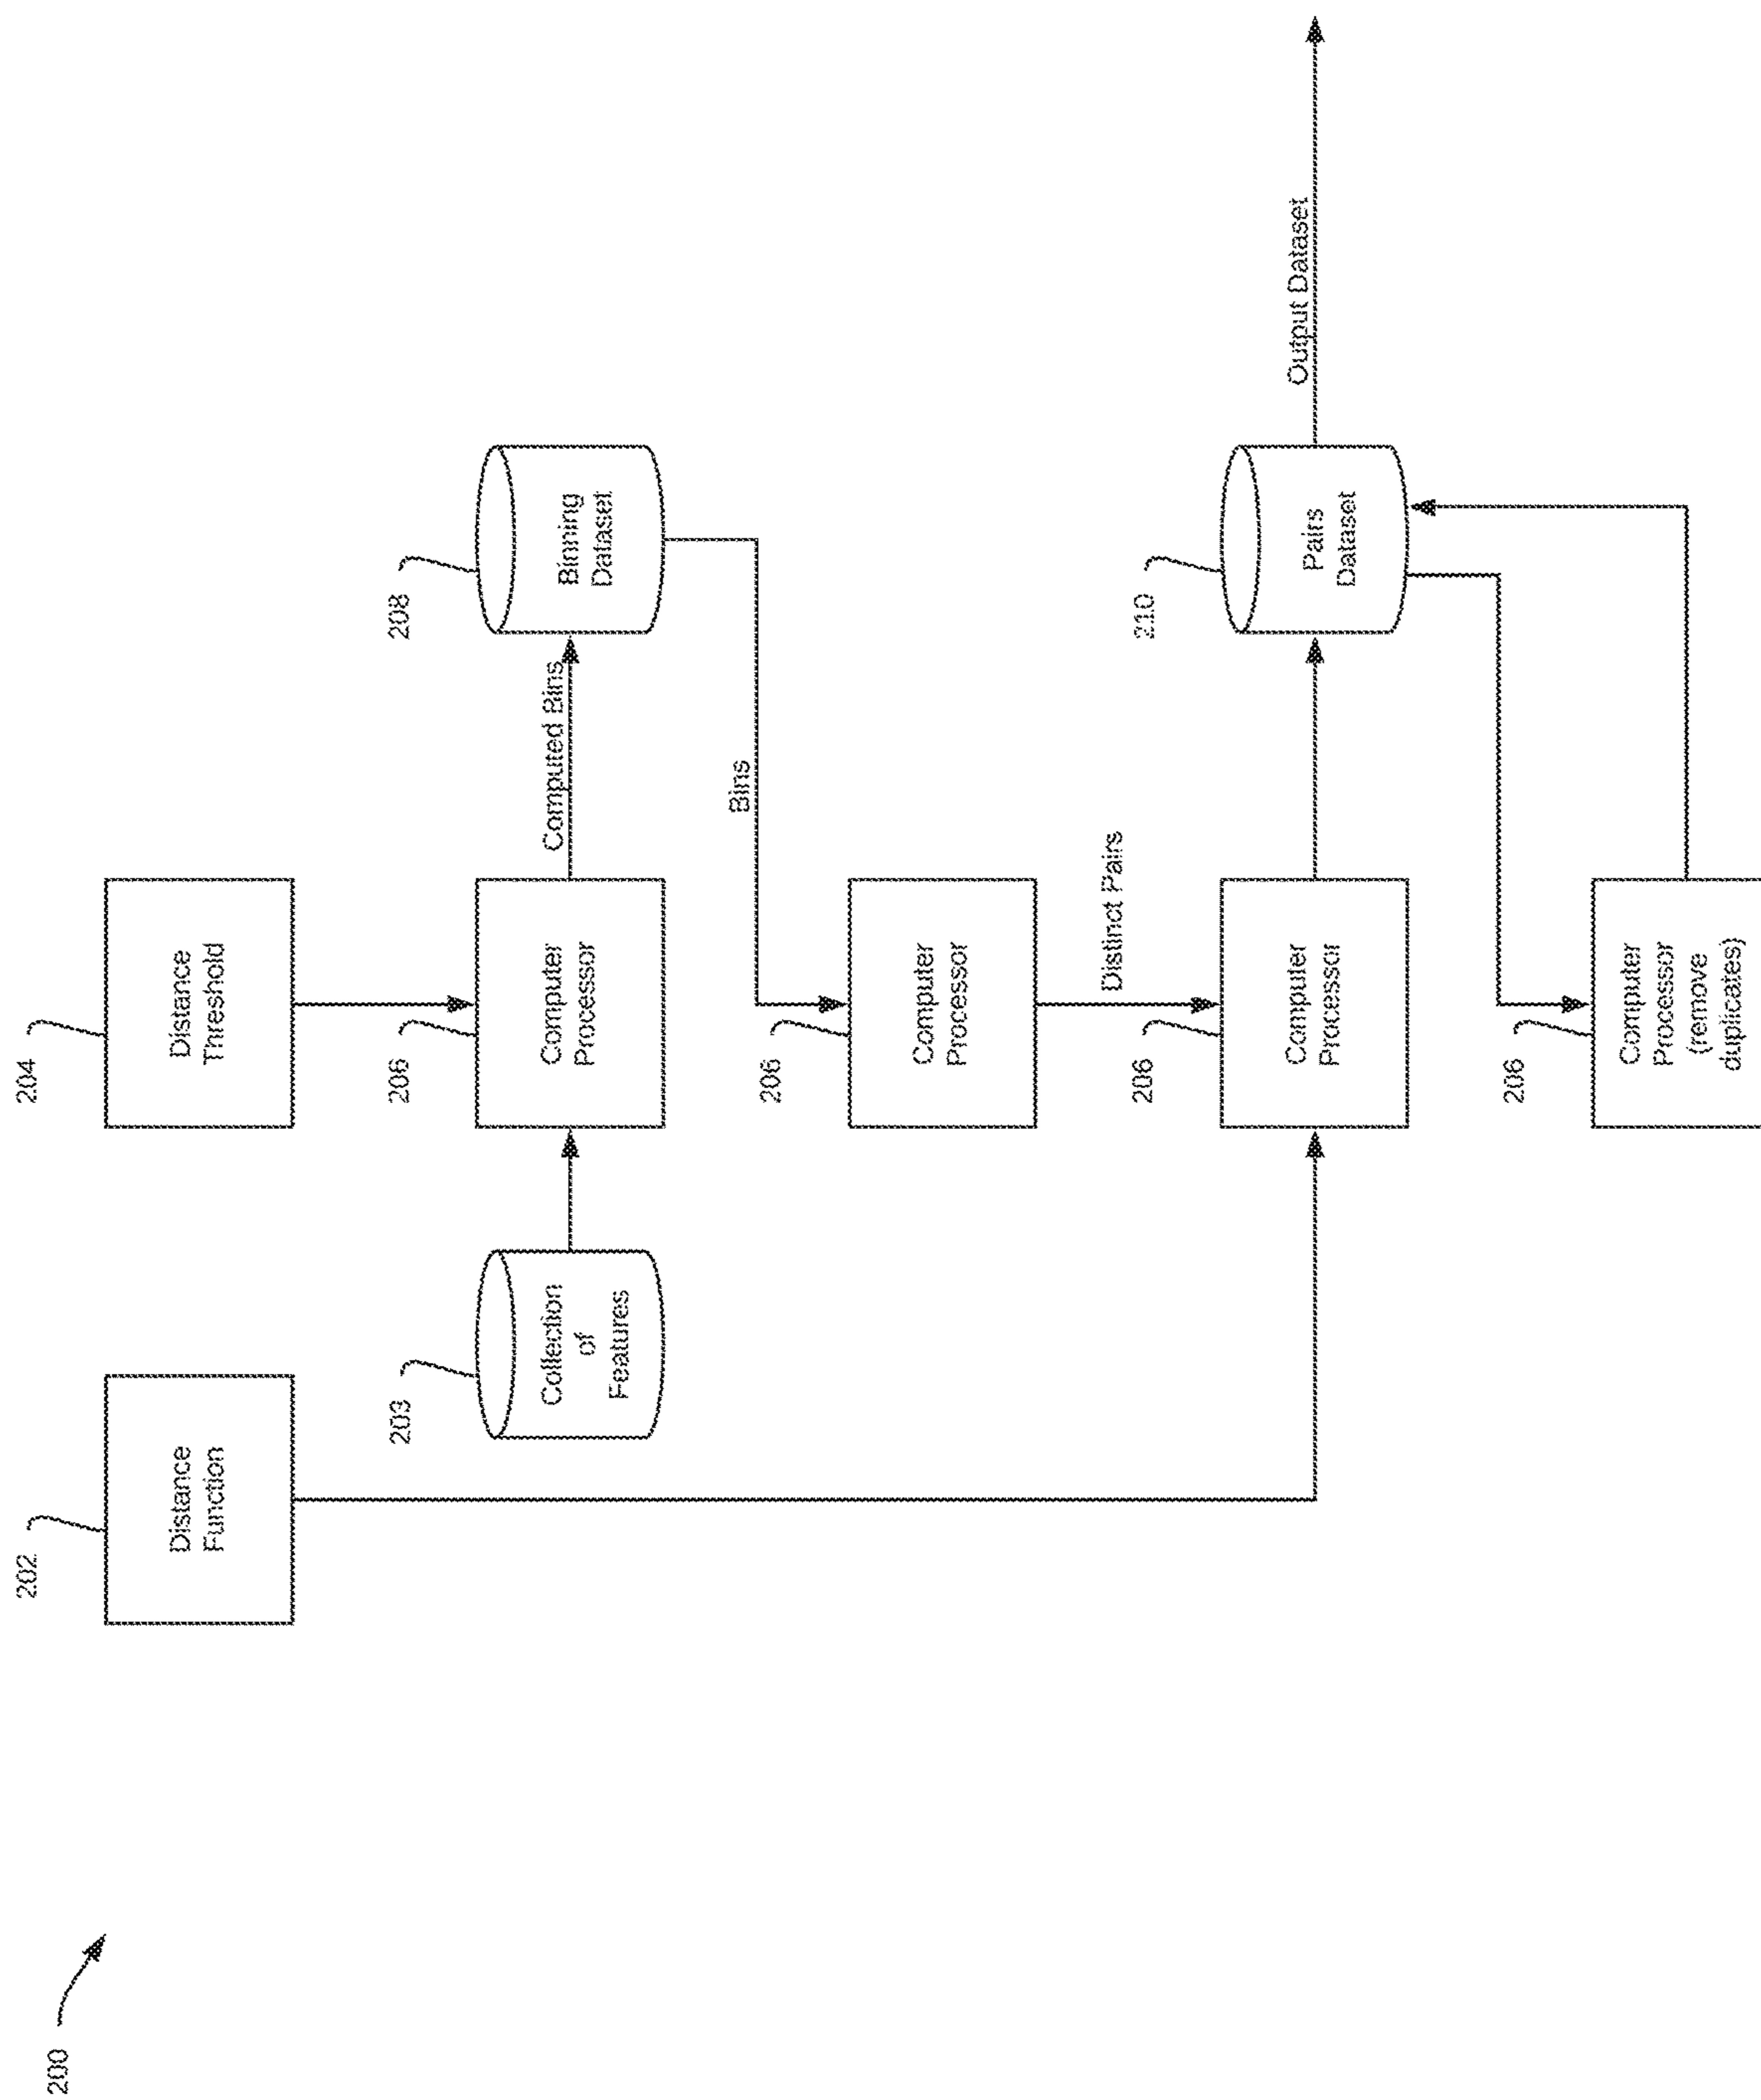 200
202
Distance
Function
204
Distance
Threshold
203
Collection
of
Features
206
Computer
Processor
Computed Bins
208
Binning
Dataset
Bins
206
Computer
Processor
Distinct Pairs
206
Computer
Processor
210
Pairs
Dataset
Output Dataset
206
Computer
Processor
(remove
duplicates)